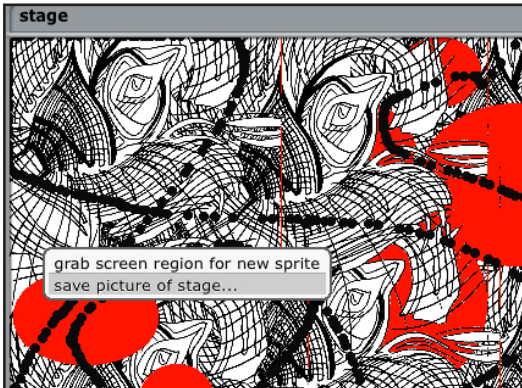 stage
grab screen region for new sprite
save picture of stage...